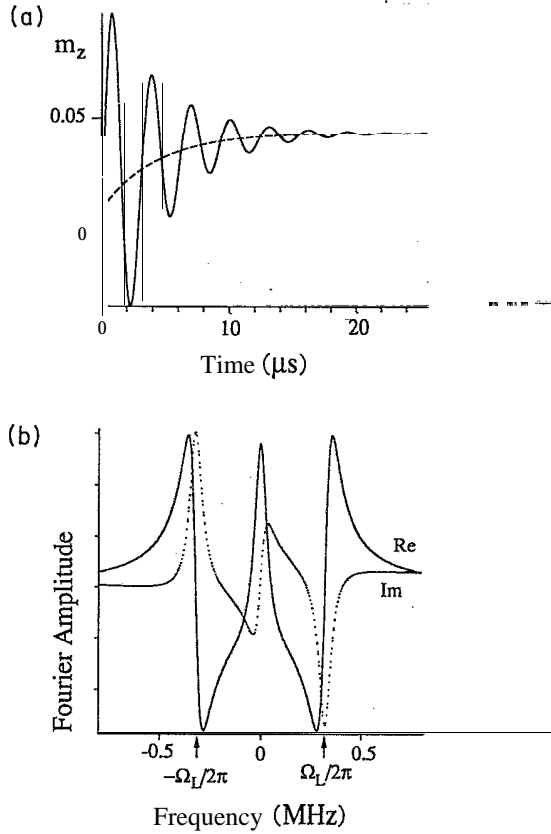 (a)
m_z
0.05
0
0 10 20
Time (μs)
(b)
Fourier Amplitude
Re
Im
-0.5 0 0.5
−Ω_L/2π Ω_L/2π
Frequency (MHz)